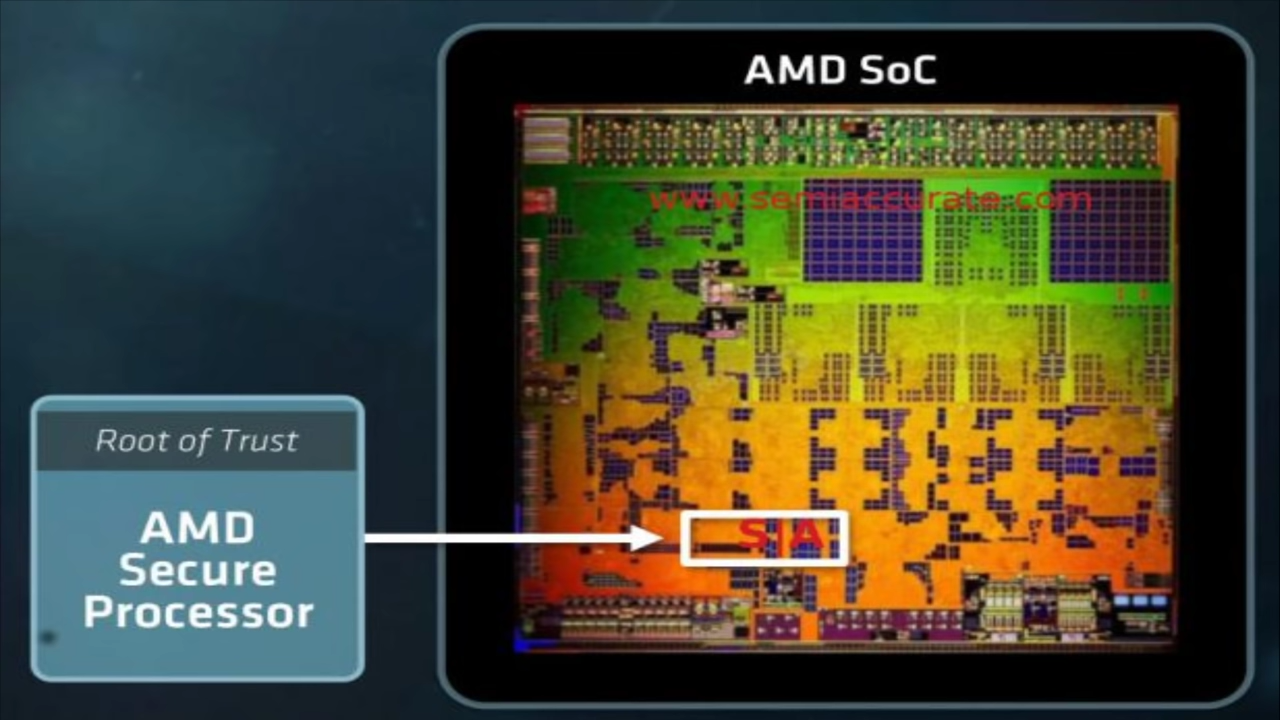 AMD SoC
www.semiaccurate.com
Root of Trust
AMD
Secure
Processor
S|A